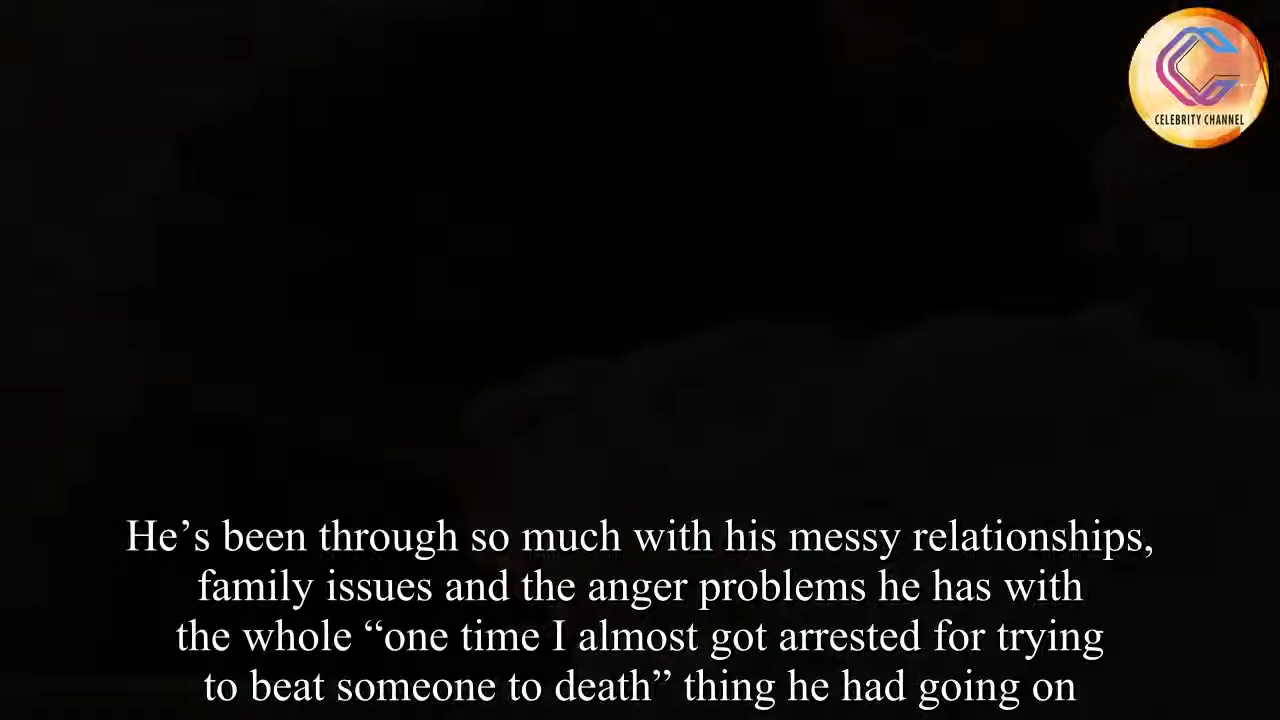 CELEBRITY CHANNEL
He’s been through so much with his messy relationships,
family issues and the anger problems he has with
the whole “one time I almost got arrested for trying
to beat someone to death” thing he had going on